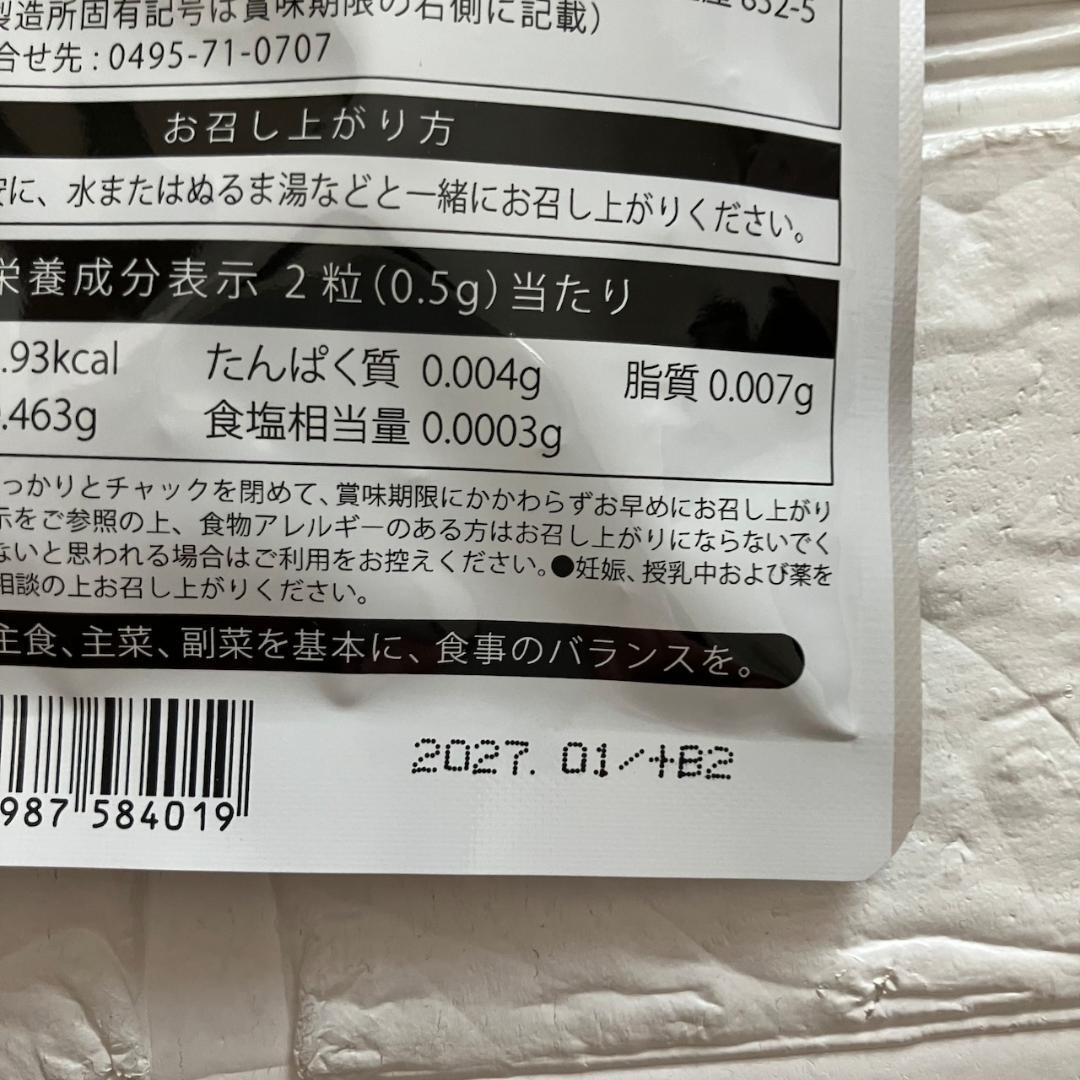 製造所固有記号は賞味期限の右側に記載)
652-5
合せ先:0495-71-0707
お召し上がり方
安に、水またはぬるま湯などと一緒にお召し上がりください。
栄養成分表示 2粒(0.5g)当たり
.93kcal たんぱく質 0.004g 脂質 0.007g
.463g 食塩相当量 0.0003g
っかりとチャックを閉めて、賞味期限にかかわらずお早めにお召し上がり
示をご参照の上、食物アレルギーのある方はお召し上がりにならないでく
ないと思われる場合はご利用をお控えください。●妊娠、授乳中および薬を
相談の上お召し上がりください。
主食、主菜、副菜を基本に、食事のバランスを。
987 584019
2027. 01/+B2